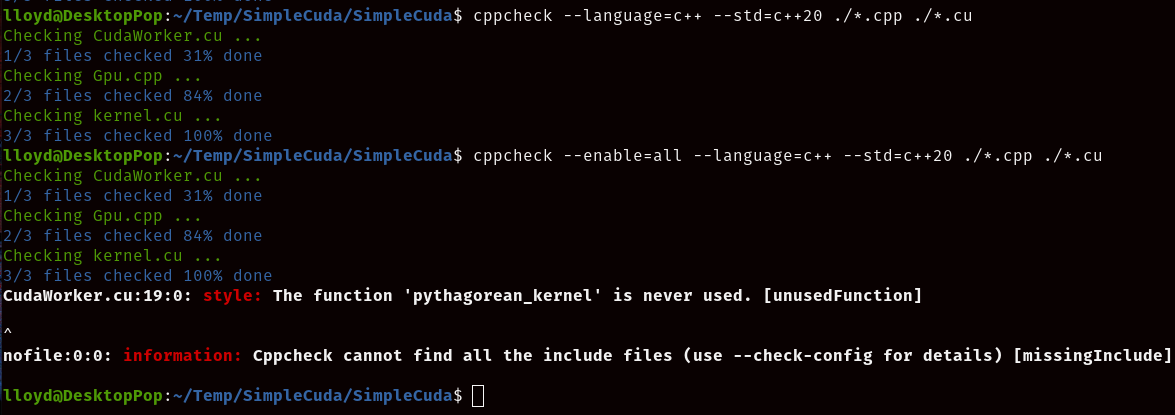 lloyd@DesktopPop:~/Temp/SimpleCuda/SimpleCuda$ cppcheck --language=c++ --std=c++20 ./*.cpp ./*.cu
Checking CudaWorker.cu ...
1/3 files checked 31% done
Checking Gpu.cpp ...
2/3 files checked 84% done
Checking kernel.cu ...
3/3 files checked 100% done
lloyd@DesktopPop:~/Temp/SimpleCuda/SimpleCuda$ cppcheck --enable=all --language=c++ --std=c++20 ./*.cpp ./*.cu
Checking CudaWorker.cu ...
1/3 files checked 31% done
Checking Gpu.cpp ...
2/3 files checked 84% done
Checking kernel.cu ...
3/3 files checked 100% done
CudaWorker.cu:19:0: style: The function 'pythagorean_kernel' is never used. [unusedFunction]
^
nofile:0:0: information: Cppcheck cannot find all the include files (use --check-config for details) [missingInclude]
lloyd@DesktopPop:~/Temp/SimpleCuda/SimpleCuda$